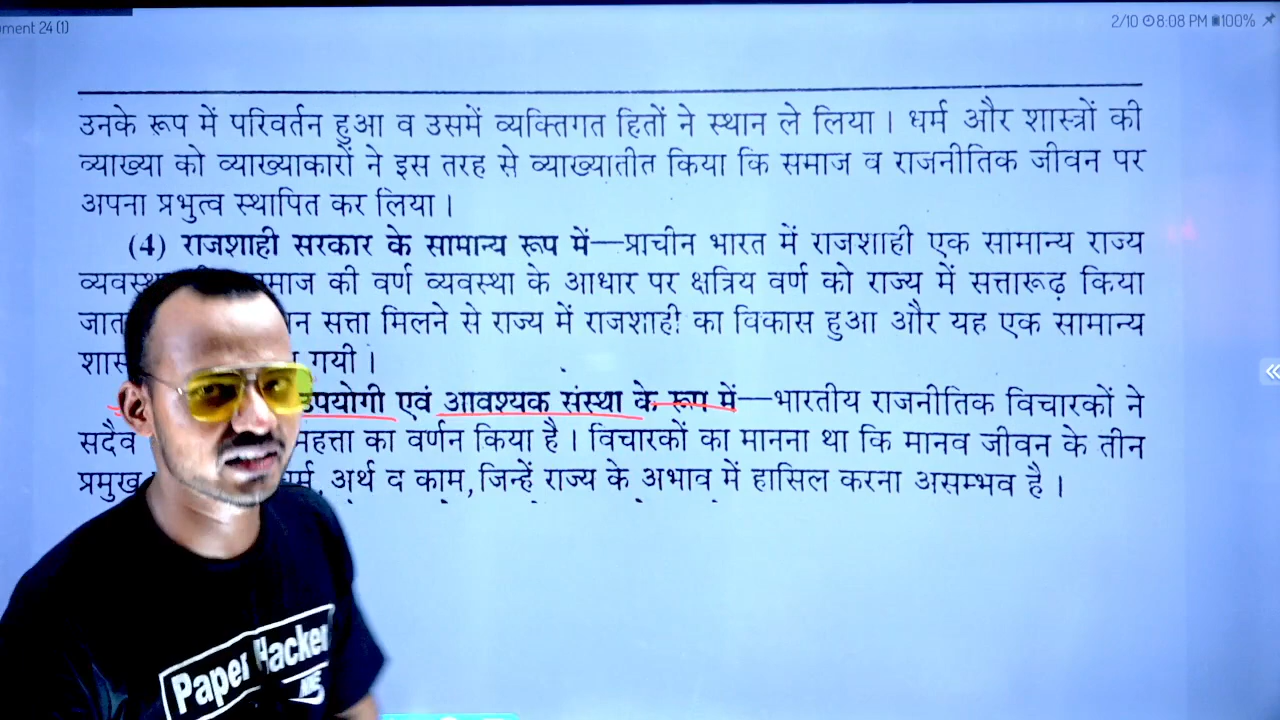 ment 24 (1)
2/10 8:08 PM 100%
उनके रूप में परिवर्तन हुआ व उसमें व्यक्तिगत हितों ने स्थान ले लिया । धर्म और शास्त्रों की
व्याख्या को व्याख्याकारों ने इस तरह से व्याख्यातीत किया कि समाज व राजनीतिक जीवन पर
अपना प्रभुत्व स्थापित कर लिया ।
(4) राजशाही सरकार के सामान्य रूप में—प्राचीन भारत में राजशाही एक सामान्य राज्य
की वर्ण व्यवस्था के आधार पर क्षत्रिय वर्ण को राज्य में सत्तारूढ़ किया
सत्ता मिलने से राज्य में राजशाही का विकास हुआ और यह एक सामान्य
गयी ।
उपयोगी एवं आवश्यक संस्था के रूप में—भारतीय राजनीतिक विचारकों ने
सदैव महत्ता का वर्णन किया है । विचारकों का मानना था कि मानव जीवन के तीन
प्रमुख अर्थ द काम, जिन्हें राज्य के अभाव में हासिल करना असम्भव है ।
Paper Hacker